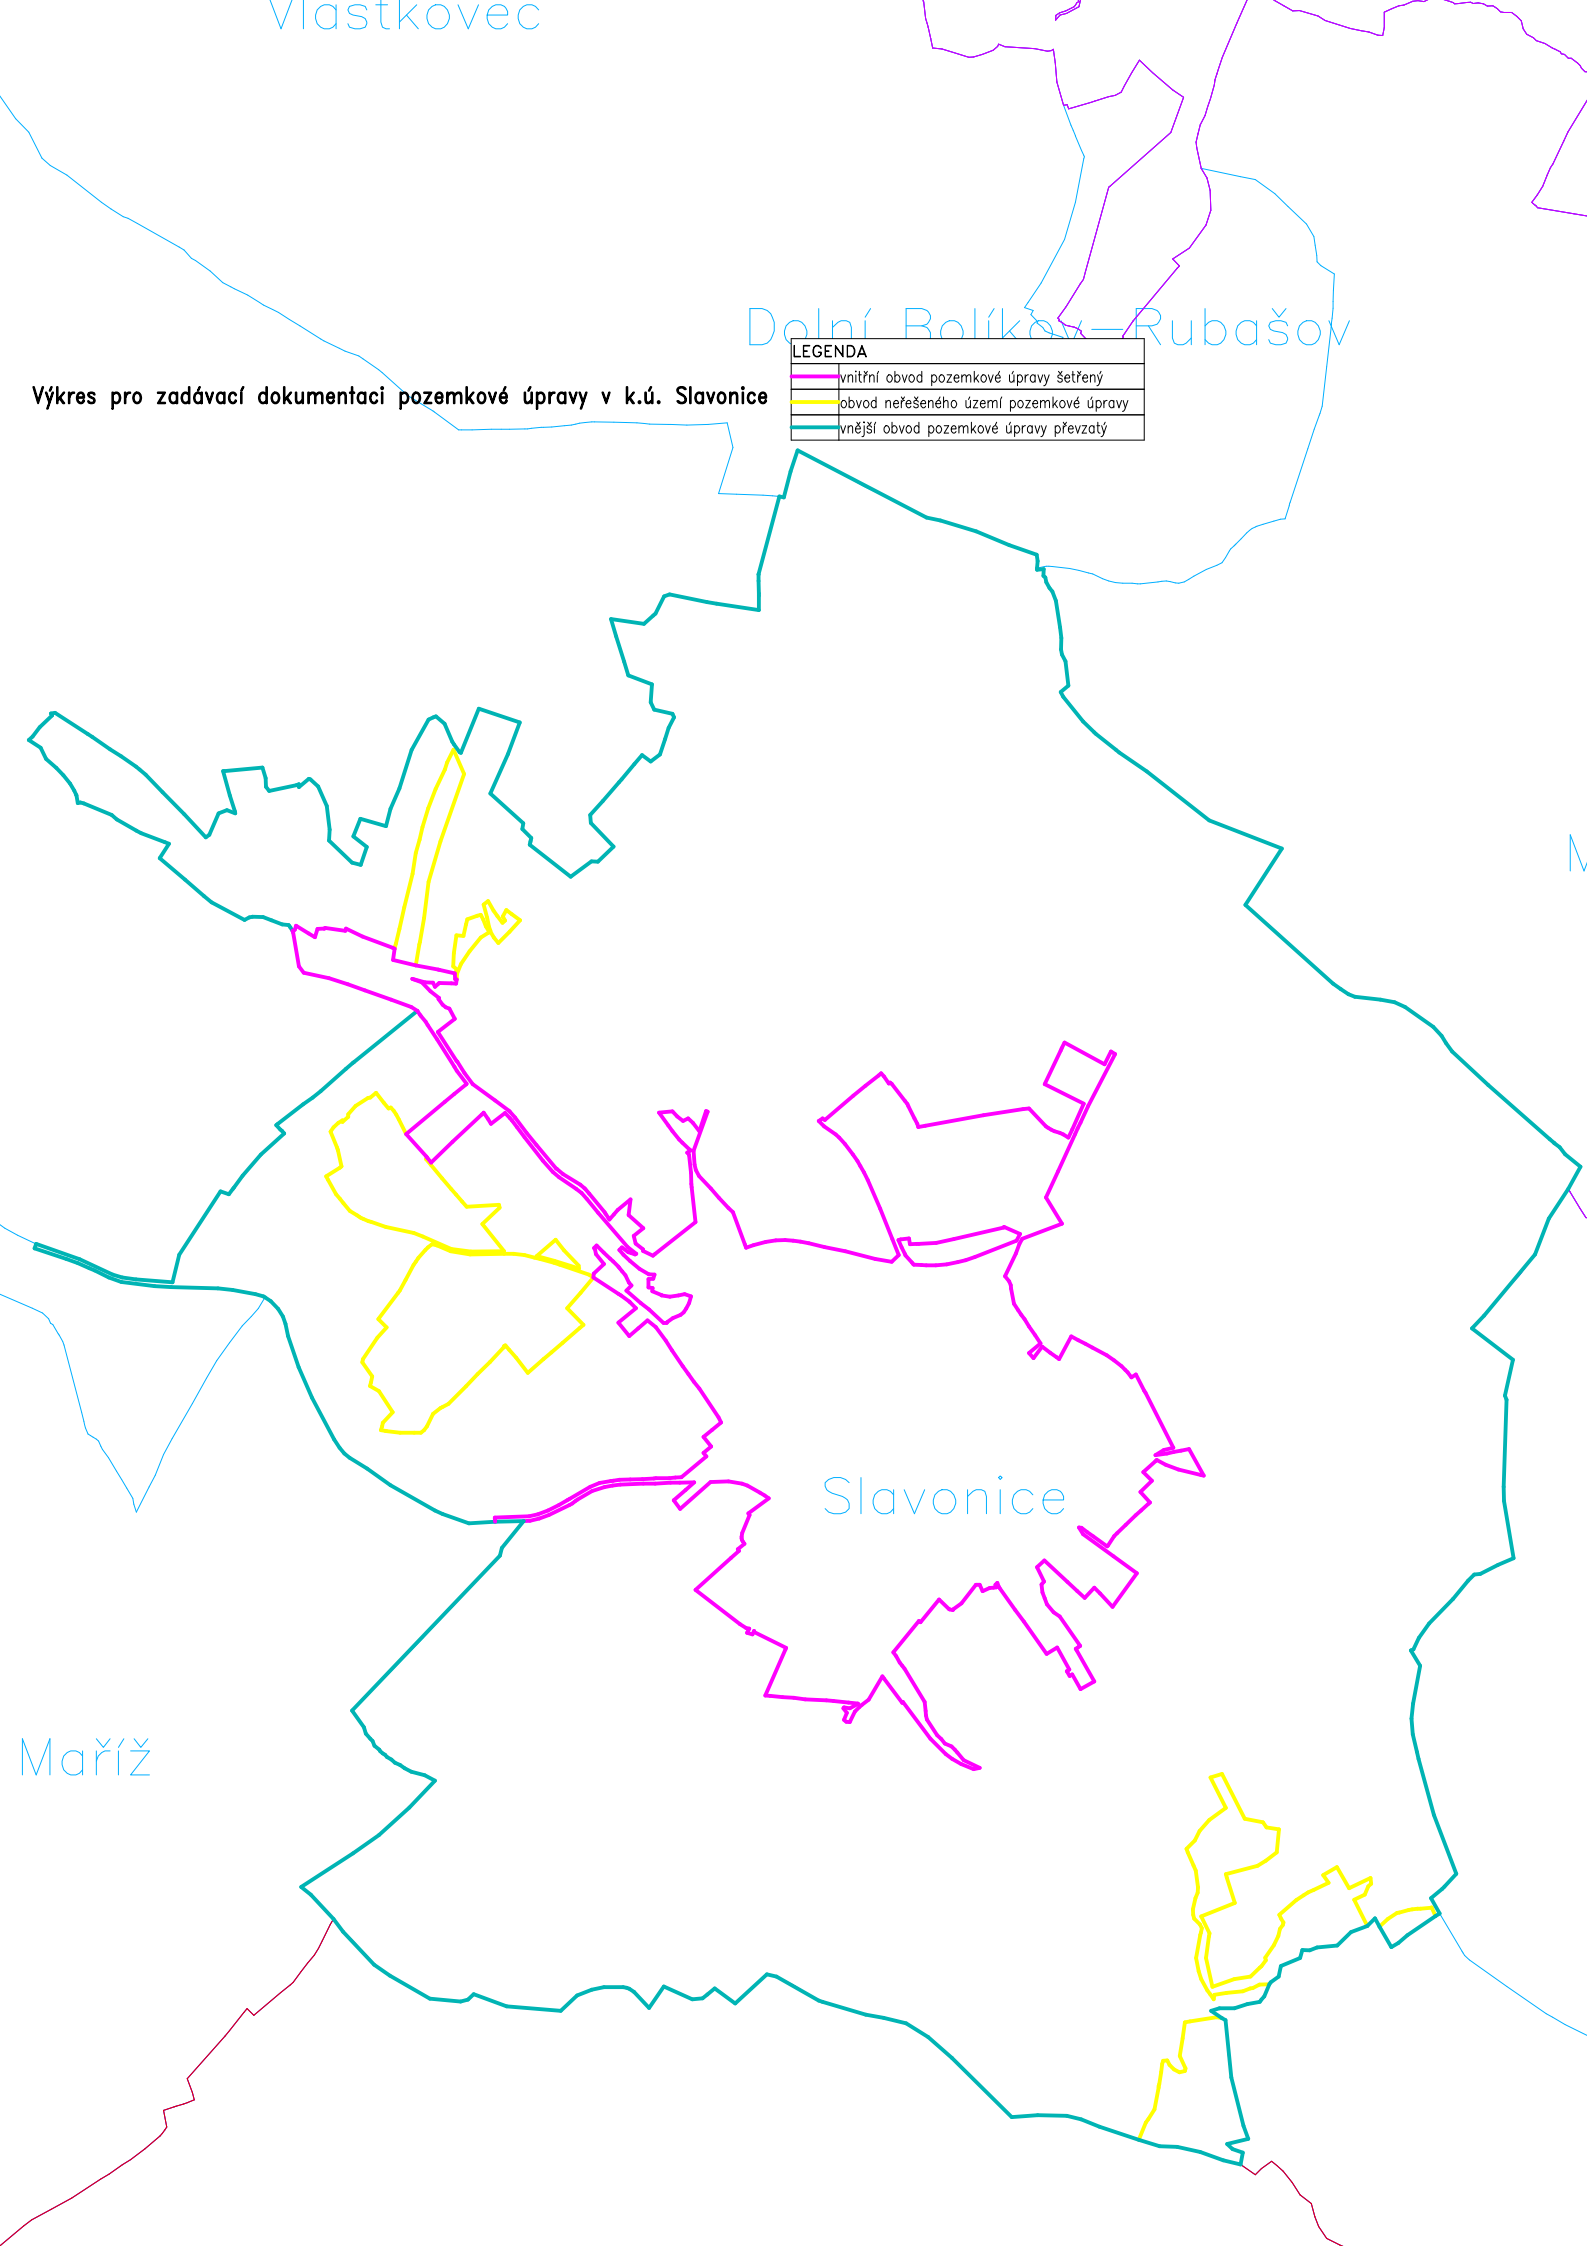 Vlastkovec
Dolní Bolíkov-Rubašov
LEGENDA
vnitřní obvod pozemkové úpravy šetřený
Výkres pro zadávací dokumentaci pozemkové úpravy v k.ú. Slavonice
obvod neřešeného území pozemkové úpravy
vnější obvod pozemkové úpravy převzatý
Slavonice
Maříž